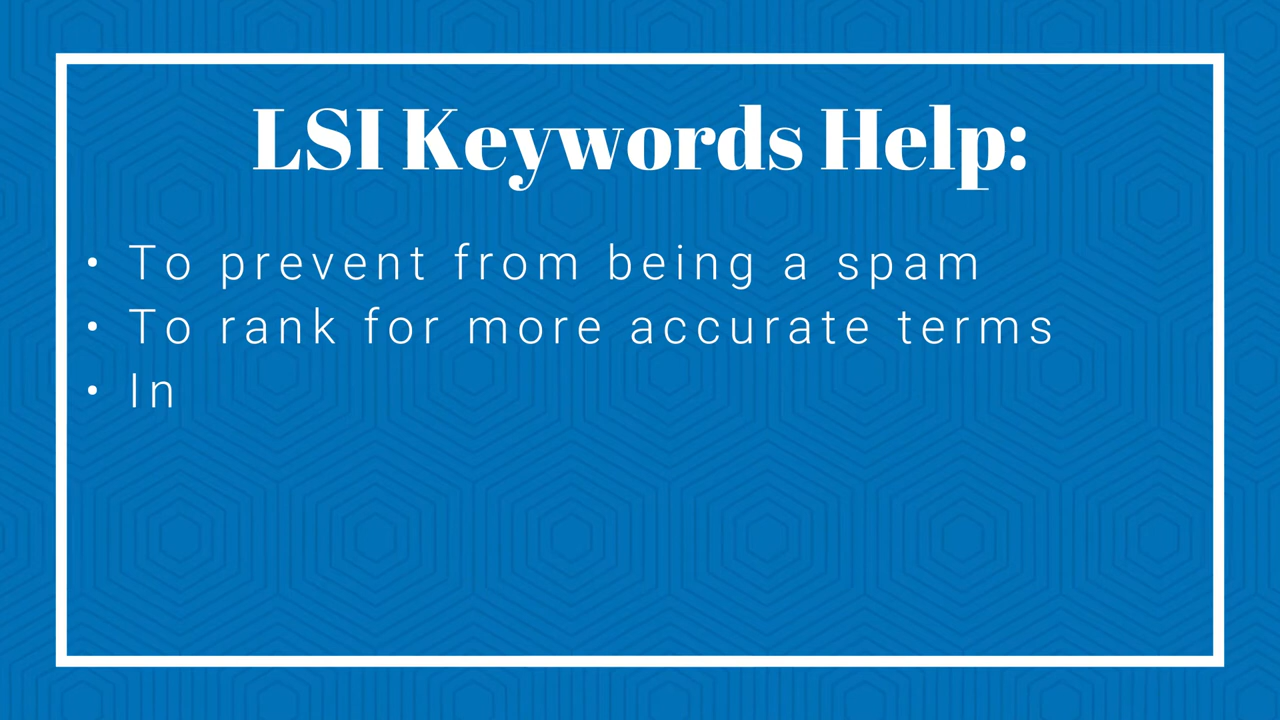 LSI Keywords Help:
• To prevent from being a spam
• To rank for more accurate terms
• In